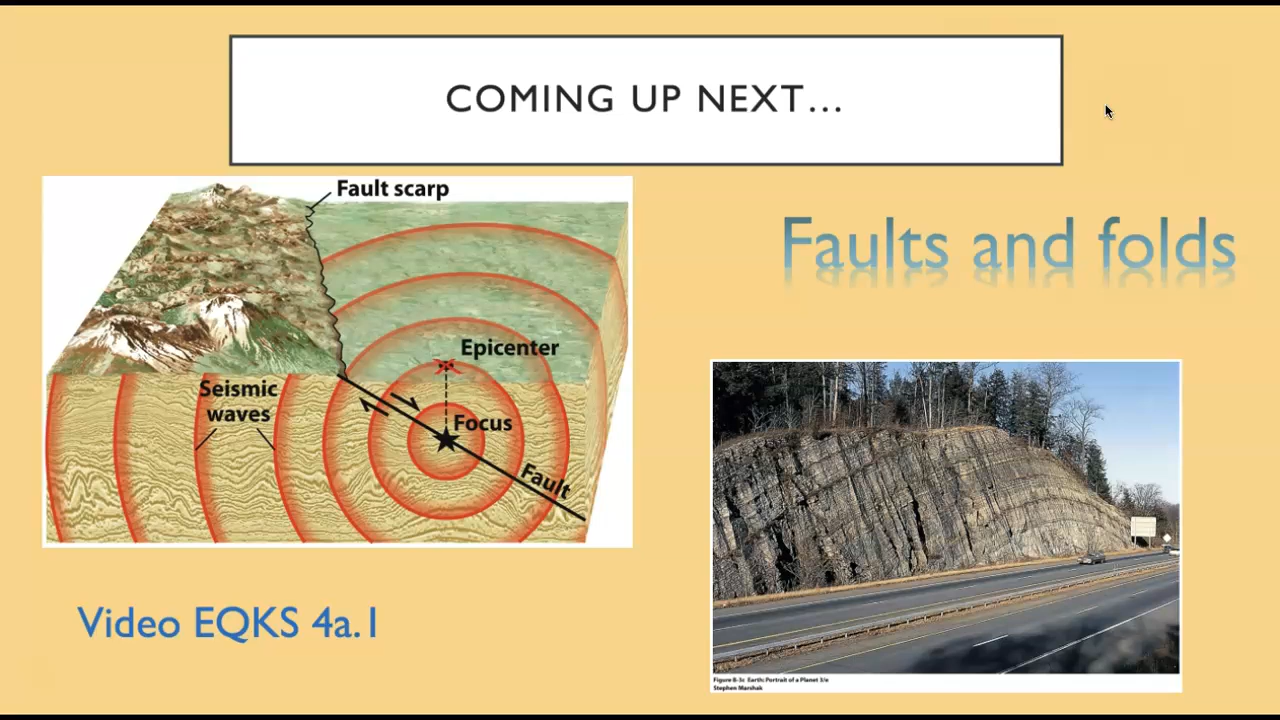 COMING UP NEXT...
Fault scarp
Faults and folds
Epicenter
Seismic
waves
Focus
Fault
Video EQKS 4a.1
Figure B-3c Earth: Portrait of a Planet 3/e
Stephen Marshak